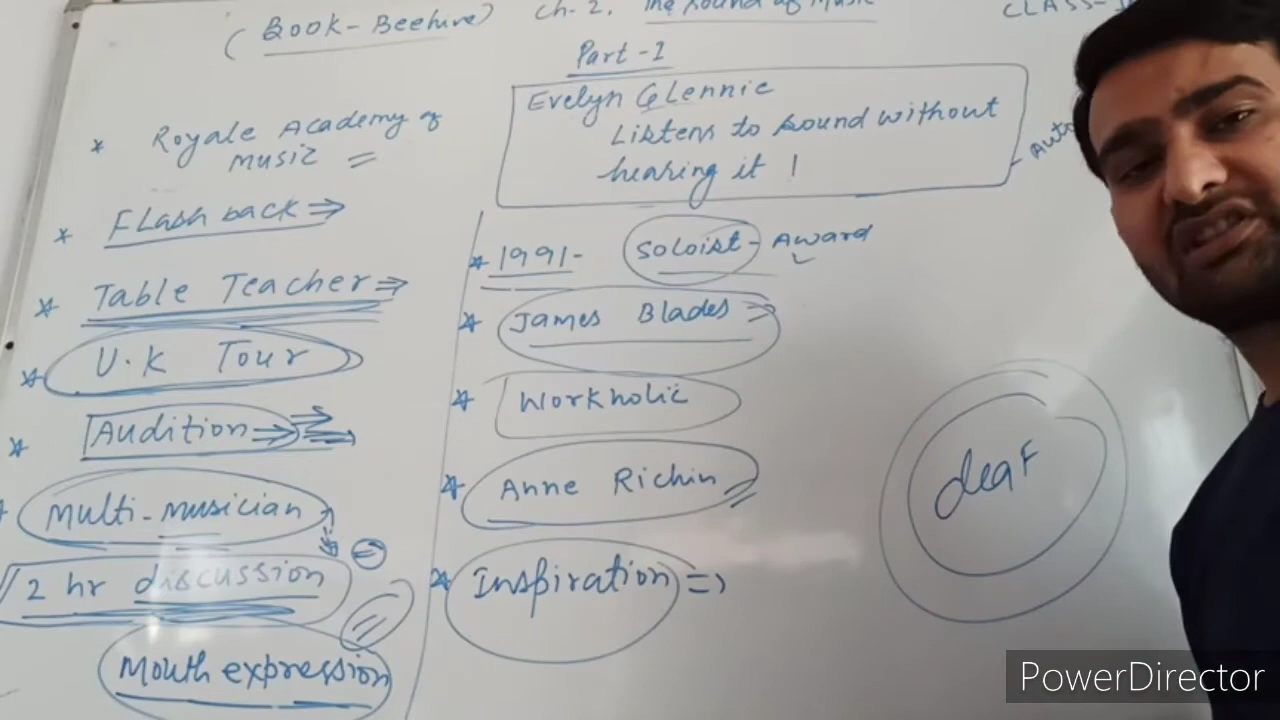 (Book-Beehive) Ch-2. The Sound of Music
CLASS-
Part-I
Evelyn Glennie
Listens to sound without
hearing it !
* Royale Academy of
music =
* Flash back ⇒
* Table Teacher ⇒
* U.K Tour
* Audition ⇒
Multi-musician
2 hr discussion
Mouth expression
* 1991- Soloist - Award
* James Blades ⇒
* Workholic
* Anne Richin
* Inspiration ⇒
deaf
PowerDirector